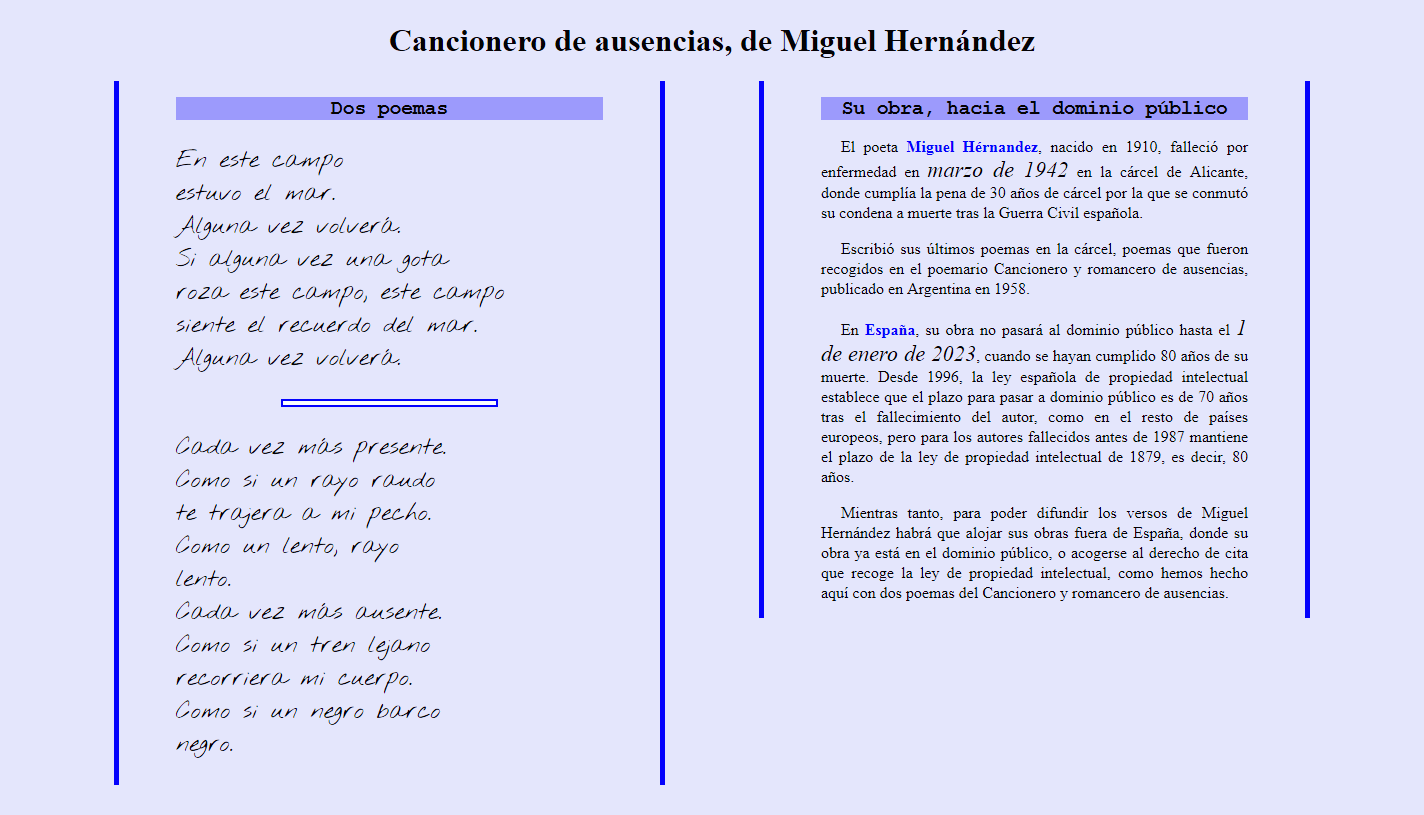 Cancionero de ausencias, de Miguel Hernández
Dos poemas
En este campo
estuvo el mar.
Alguna vez volverá.
Si alguna vez una gota
roza este campo, este campo
siente el recuerdo del mar.
Alguna vez volverá.
Cada vez más presente.
Como si un rayo raudo
te trajera a mi pecho.
Como un lento, rayo
lento.
Cada vez más ausente.
Como si un tren lejano
recorriera mi cuerpo.
Como si un negro barco
negro.
Su obra, hacia el dominio público
El poeta Miguel Hérnandez, nacido en 1910, falleció por
enfermedad en marzo de 1942 en la cárcel de Alicante,
donde cumplía la pena de 30 años de cárcel por la que se conmutó
su condena a muerte tras la Guerra Civil española.
Escribió sus últimos poemas en la cárcel, poemas que fueron
recogidos en el poemario Cancionero y romancero de ausencias,
publicado en Argentina en 1958.
En España, su obra no pasará al dominio público hasta el 1
de enero de 2023, cuando se hayan cumplido 80 años de su
muerte. Desde 1996, la ley española de propiedad intelectual
establece que el plazo para pasar a dominio público es de 70 años
tras el fallecimiento del autor, como en el resto de países
europeos, pero para los autores fallecidos antes de 1987 mantiene
el plazo de la ley de propiedad intelectual de 1879, es decir, 80
años.
Mientras tanto, para poder difundir los versos de Miguel
Hernández habrá que alojar sus obras fuera de España, donde su
obra ya está en el dominio público, o acogerse al derecho de cita
que recoge la ley de propiedad intelectual, como hemos hecho
aquí con dos poemas del Cancionero y romancero de ausencias.